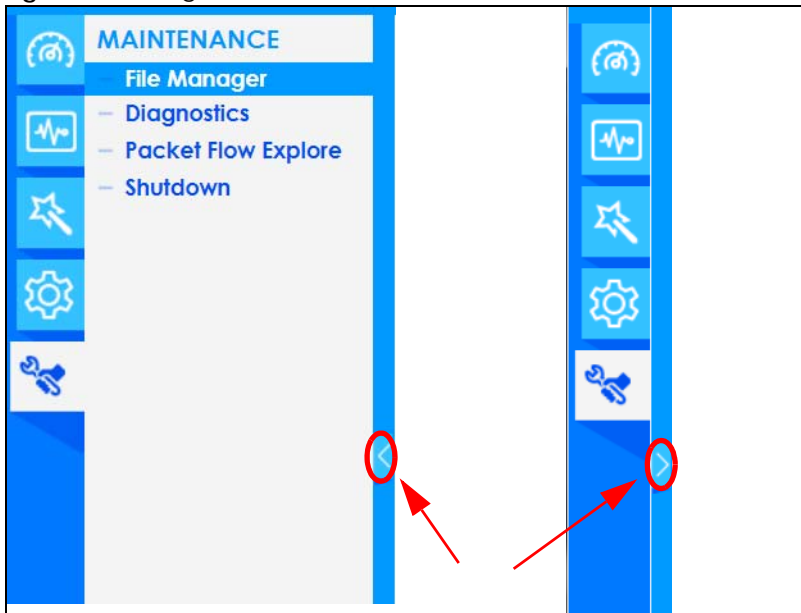 MAINTENANCE
File Manager
Diagnostics
Packet Flow Explore
Shutdown